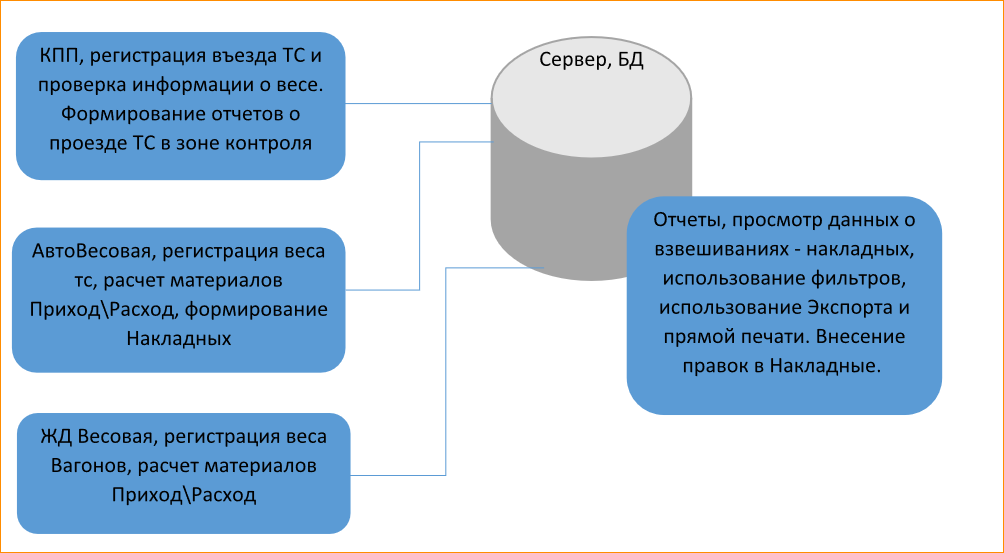 КПП, регистрация въезда ТС и
проверка информации о весе.
Формирование отчетов о
проезде ТС в зоне контроля
Сервер, БД
АвтоВесовая, регистрация веса
тс, расчет материалов
Приход\Расход, формирование
Накладных
Отчеты, просмотр данных о
взвешиваниях - накладных,
использование фильтров,
использование Экспорта и
прямой печати. Внесение
правок в Накладные.
ЖД Весовая, регистрация веса
Вагонов, расчет материалов
Приход\Расход